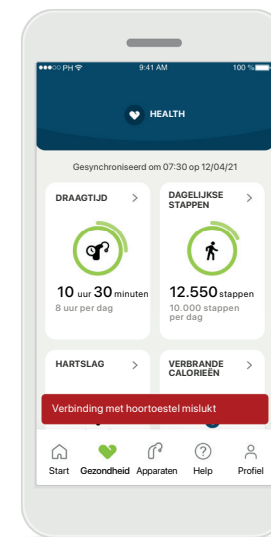 ●●●○○ PH 9:41 AM 100 %
HEALTH
Gesynchroniseerd om 07:30 op 12/04/21
DRAAGTIJD
10 uur 30 minuten
8 uur per dag
DAGELIJKSE
STAPPEN
12.550 stappen
10.000 stappen
per dag
HARTSLAG
VERBRANDE
CALORIEËN
Verbinding met hoortoestel mislukt
Start Gezondheid Apparaten Help Profiel